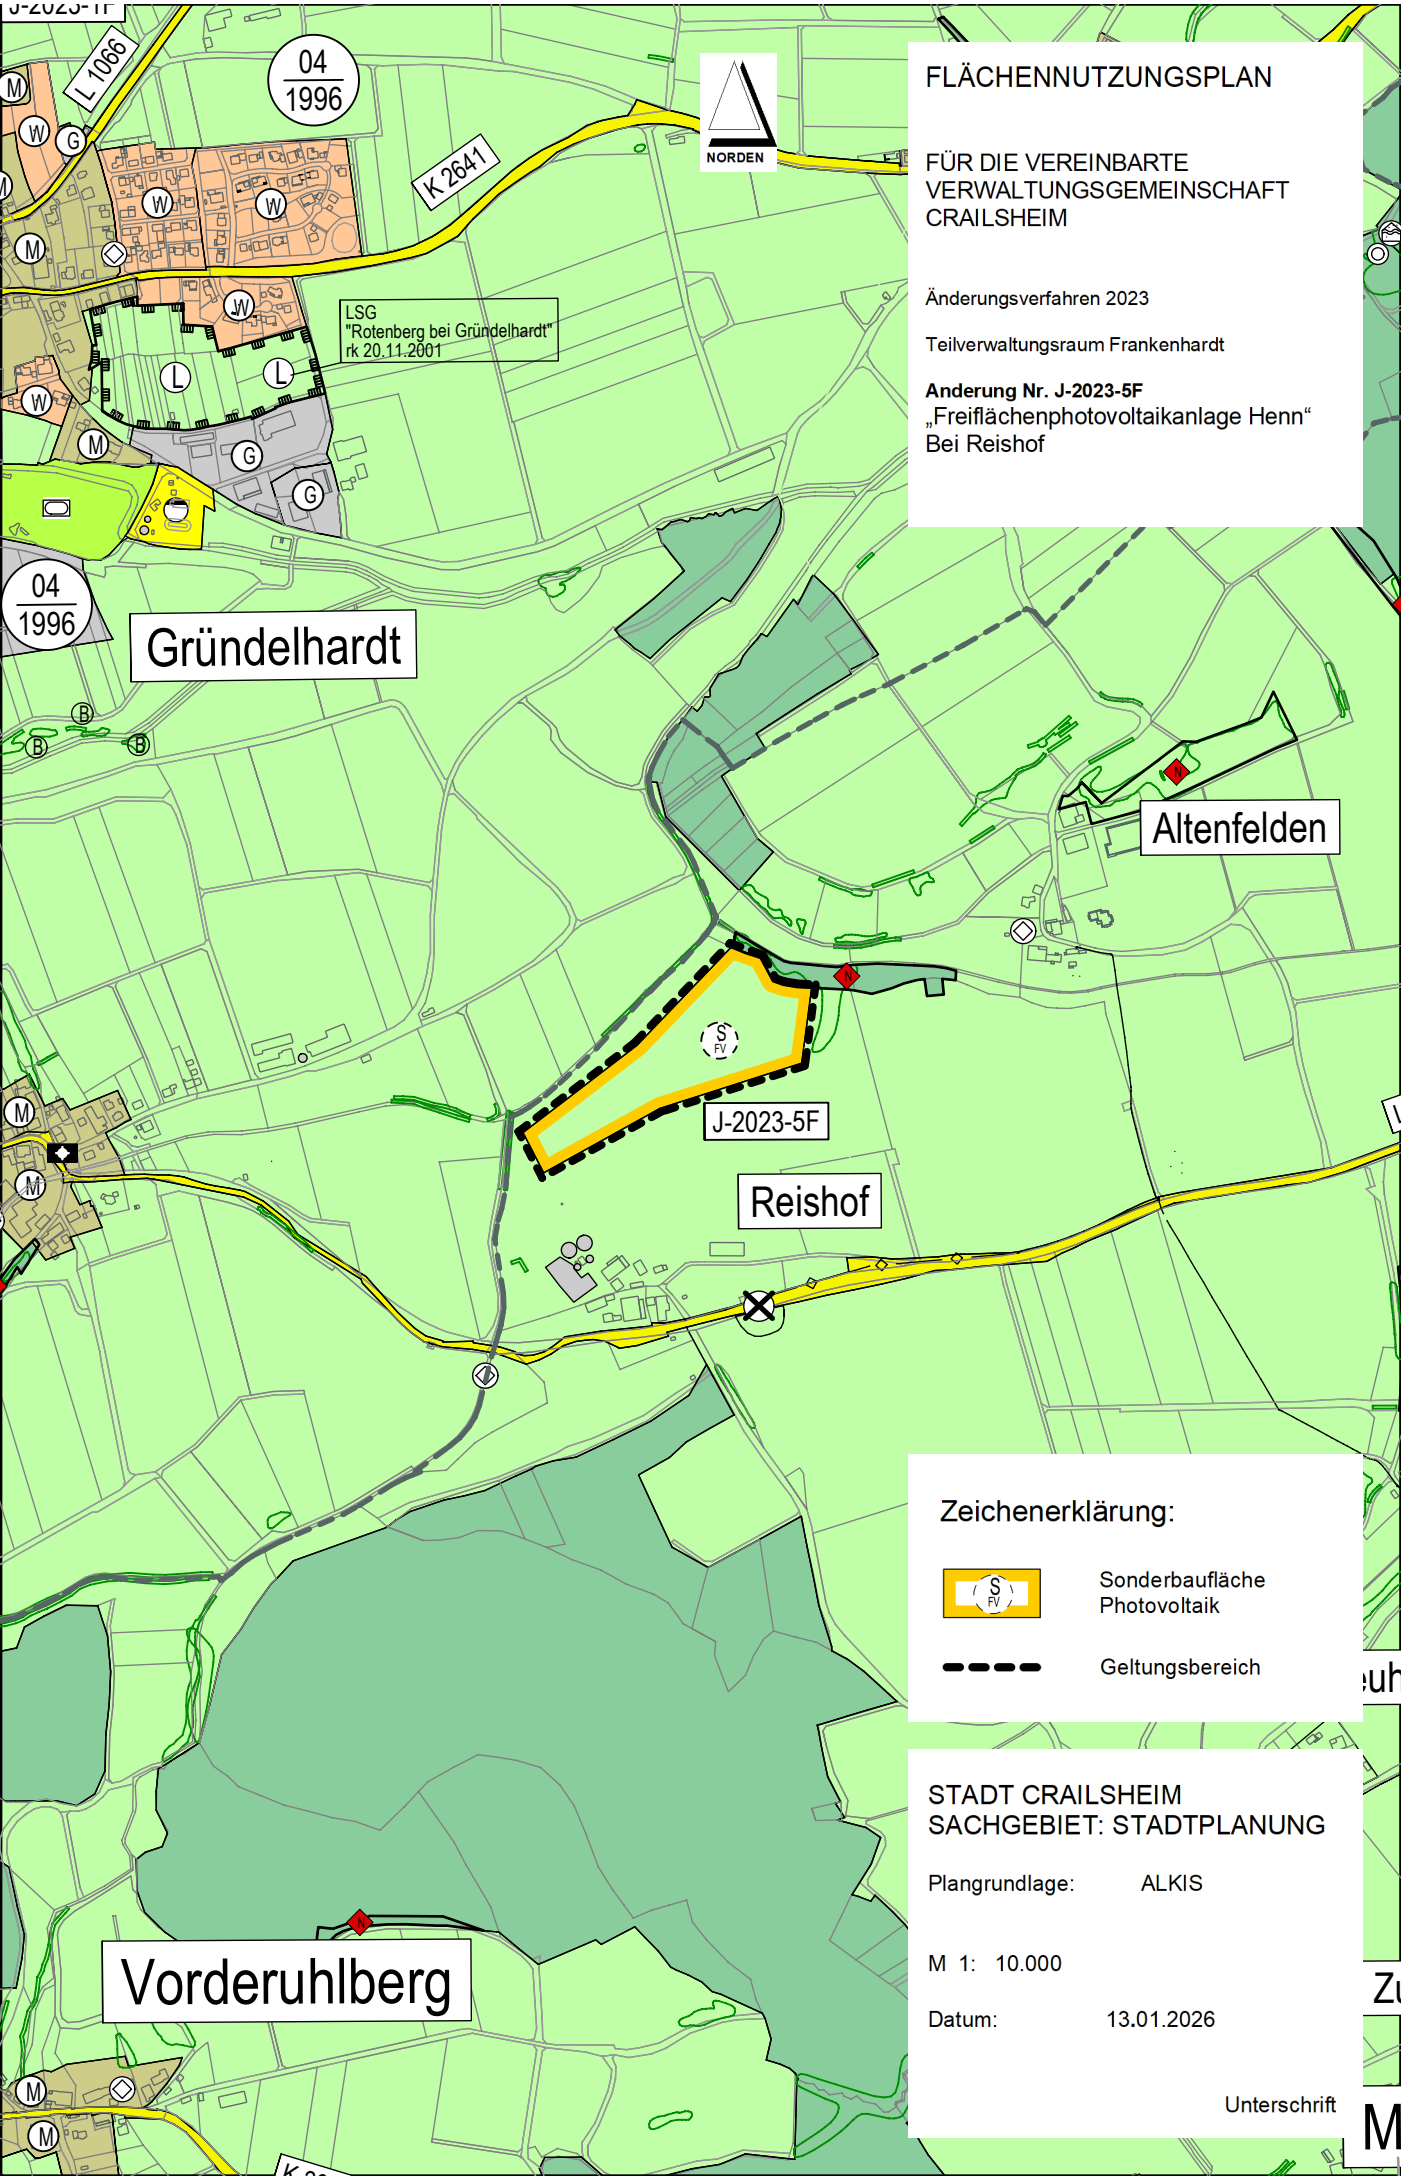 L 1066
04
1996
K 2641
NORDEN
FLÄCHENNUTZUNGSPLAN
FÜR DIE VEREINBARTE
VERWALTUNGSGEMEINSCHAFT
CRAILSHEIM
Änderungsverfahren 2023
Teilverwaltungsraum Frankenhardt
Anderung Nr. J-2023-5F
„Freiflächenphotovoltaikanlage Henn“
Bei Reishof
M
W
G
M
W
W
M
W
LSG
"Rotenberg bei Gründelhardt"
rk 20.11.2001
L
L
W
M
G
G
04
1996
Gründelhardt
B
B
B
N
Altenfelden
N
S
FV
J-2023-5F
M
M
Reishof
Zeichenerklärung:
S
FV
Sonderbaufläche
Photovoltaik
Geltungsbereich
STADT CRAILSHEIM
SACHGEBIET: STADTPLANUNG
Plangrundlage: ALKIS
M 1: 10.000
Datum: 13.01.2026
Unterschrift
N
Vorderuhlberg
M
M